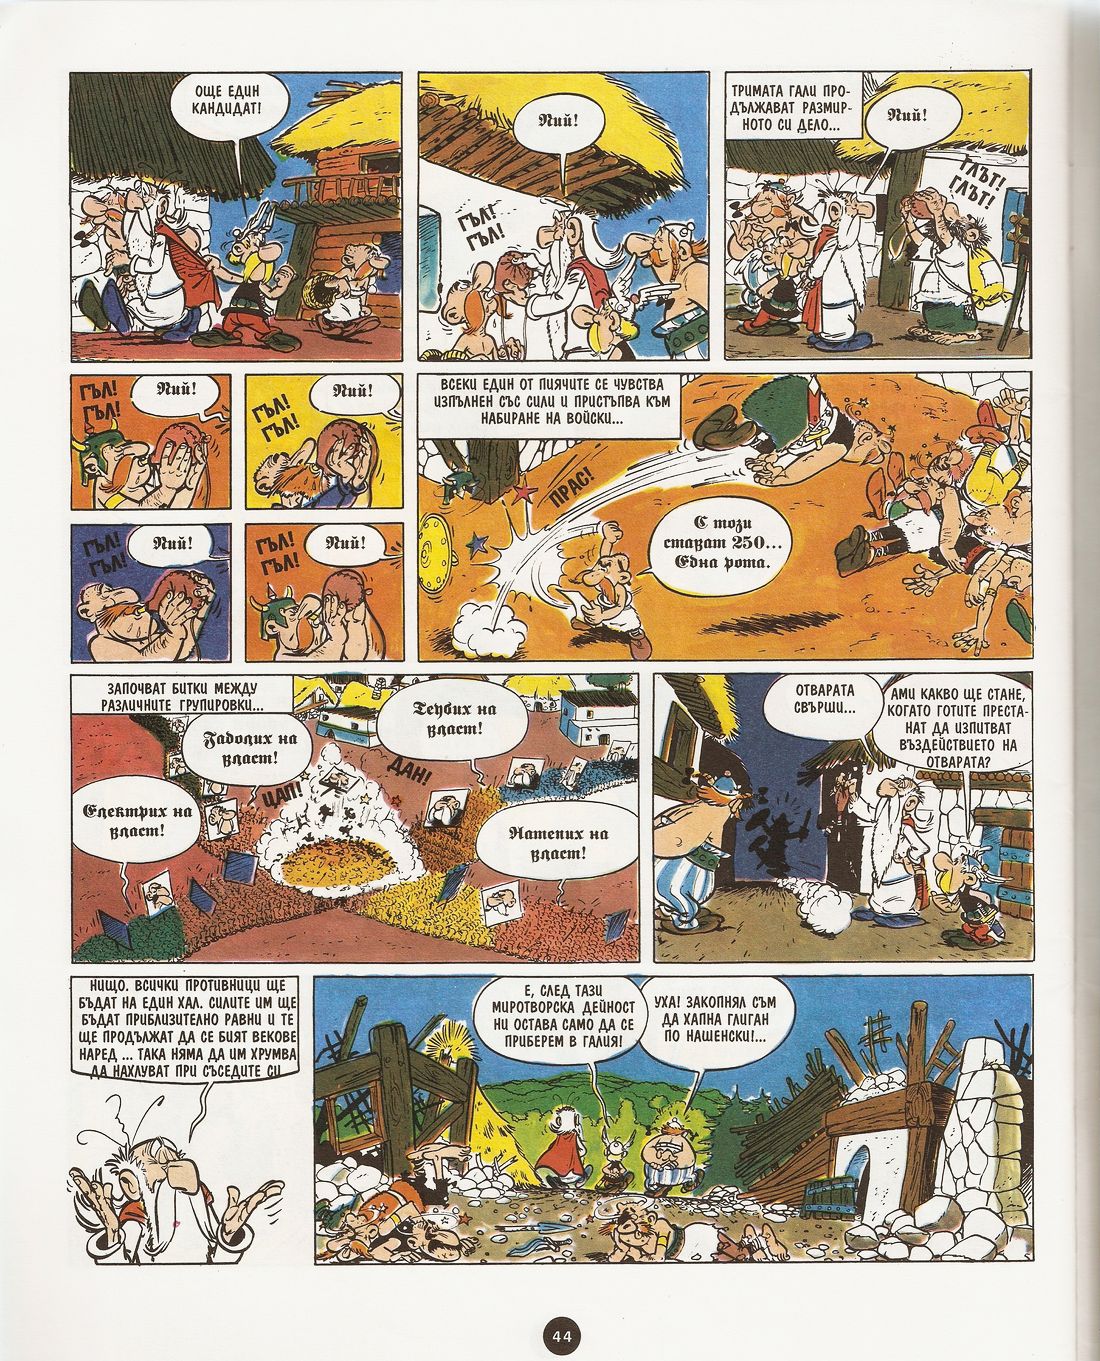 ОЩЕ ЕДИН
КАНДИДАТ!
Пий!
ГЪЛ!
ГЪЛ!
ТРИМАТА ГАЛИ ПРО-
ДЪЛЖАВАТ РАЗМИР-
НОТО СИ ДЕЛО...
Пий!
ГЛЪТ!
ГЛЪТ!
ГЪЛ!
ГЪЛ!
Пий!
ГЪЛ!
ГЪЛ!
Пий!
ГЪЛ!
ГЪЛ!
Пий!
ГЪЛ!
ГЪЛ!
Пий!
ВСЕКИ ЕДИН ОТ ПИЯЧИТЕ СЕ ЧУВСТВА
ИЗПЪЛНЕН СЪС СИЛИ И ПРИСТЪПВА КЪМ
НАБИРАНЕ НА ВОЙСКИ...
ПРАС!
С този
стават 250...
Една рота.
ЗАПОЧВАТ БИТКИ МЕЖДУ
РАЗЛИЧНИТЕ ГРУПИРОВКИ...
Гадолих на
власт!
Теувих на
власт!
ЦАП!
ДАН!
Електрих на
власт!
Натепих на
власт!
ОТВАРАТА
СВЪРШИ...
АМИ КАКВО ЩЕ СТАНЕ,
КОГАТО ГОТИТЕ ПРЕСТА-
НАТ ДА ИЗПИТВАТ
ВЪЗДЕЙСТВИЕТО НА
ОТВАРАТА?
НИЩО. ВСИЧКИ ПРОТИВНИЦИ ЩЕ
БЪДАТ НА ЕДИН ХАЛ. СИЛИТЕ ИМ ЩЕ
БЪДАТ ПРИБЛИЗИТЕЛНО РАВНИ И ТЕ
ЩЕ ПРОДЪЛЖАТ ДА СЕ БИЯТ ВЕКОВЕ
НАРЕД ... ТАКА НЯМА ДА ИМ ХРУМВА
ДА НАХЛУВАТ ПРИ СЪСЕДИТЕ СИ
Е, СЛЕД ТАЗИ
МИРОТВОРСКА ДЕЙНОСТ
НИ ОСТАВА САМО ДА СЕ
ПРИБЕРЕМ В ГАЛИЯ!
УХА! ЗАКОПНЯЛ СЪМ
ДА ХАПНА ГЛИГАН
ПО НАШЕНСКИ!...
44